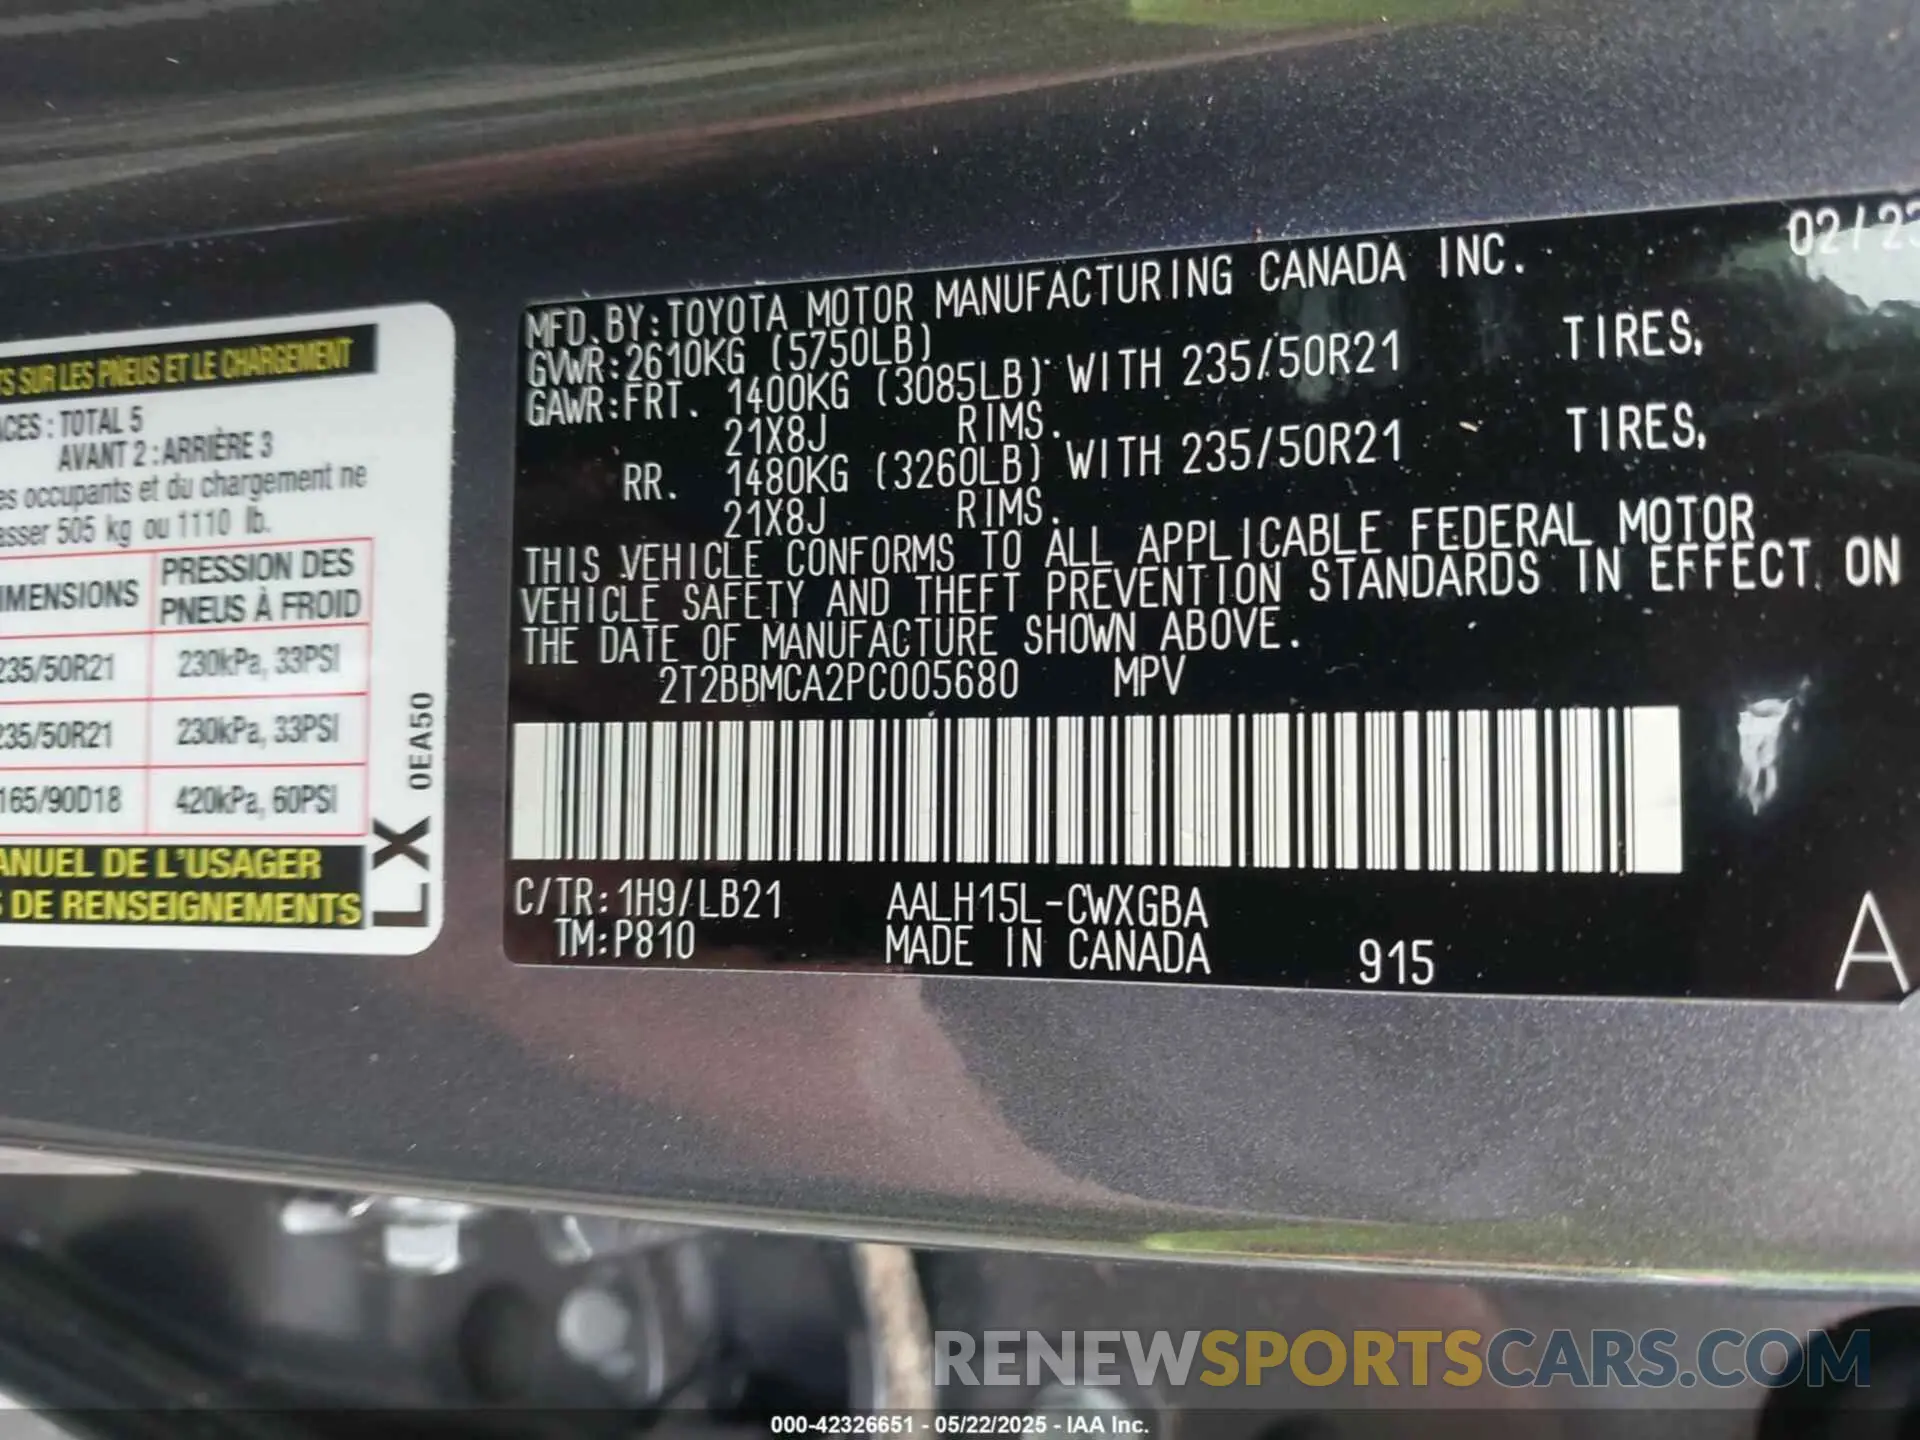 TS SUR LES PNEUS ET LE CHARGEMENT
ACES : TOTAL 5
AVANT 2 : ARRIÈRE 3
es occupants et du chargement ne
asser 505 kg ou 1110 lb.
IMENSIONS
PRESSION DES
PNEUS À FROID
235/50R21 230kPa, 33PSI
235/50R21 230kPa, 33PSI
165/90D18 420kPa, 60PSI
ANUEL DE L'USAGER
S DE RENSEIGNEMENTS
LX 0EA50
02/23
MFD. BY: TOYOTA MOTOR MANUFACTURING CANADA INC.
GVWR: 2610KG (5750LB)
GAWR: FRT. 1400KG (3085LB) WITH 235/50R21 TIRES,
21X8J RIMS.
RR. 1480KG (3260LB) WITH 235/50R21 TIRES,
21X8J RIMS.
THIS VEHICLE CONFORMS TO ALL APPLICABLE FEDERAL MOTOR
VEHICLE SAFETY AND THEFT PREVENTION STANDARDS IN EFFECT ON
THE DATE OF MANUFACTURE SHOWN ABOVE.
2T2BBMCA2PC005680 MPV
C/TR: 1H9/LB21 AALH15L-CWXGBA
TM: P810 MADE IN CANADA 915 A
RENEWSPORTSCARS.COM
000-42326651 - 05/22/2025 - IAA Inc.